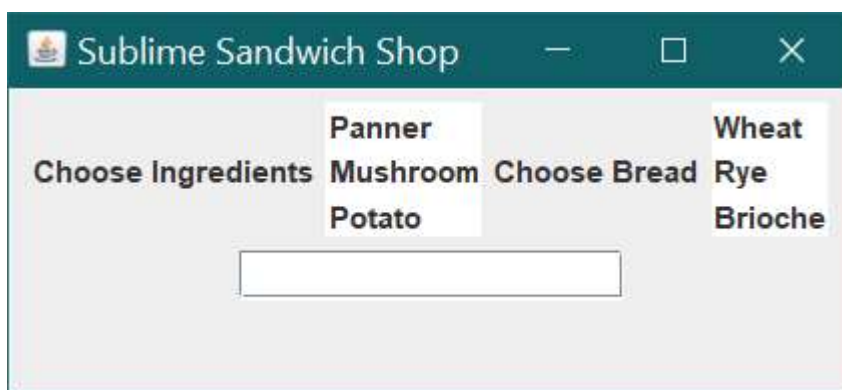 Sublime Sandwich Shop
Choose Ingredients
Panner
Mushroom
Potato
Choose Bread
Wheat
Rye
Brioche